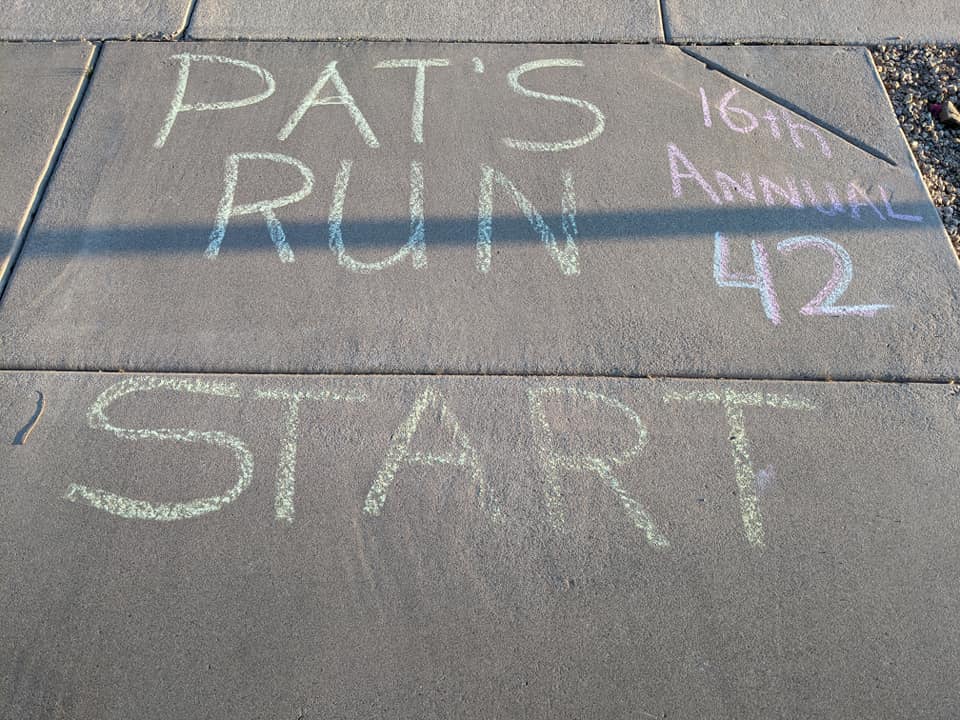 PAT'S
RUN
16th
ANNUAL
42
START